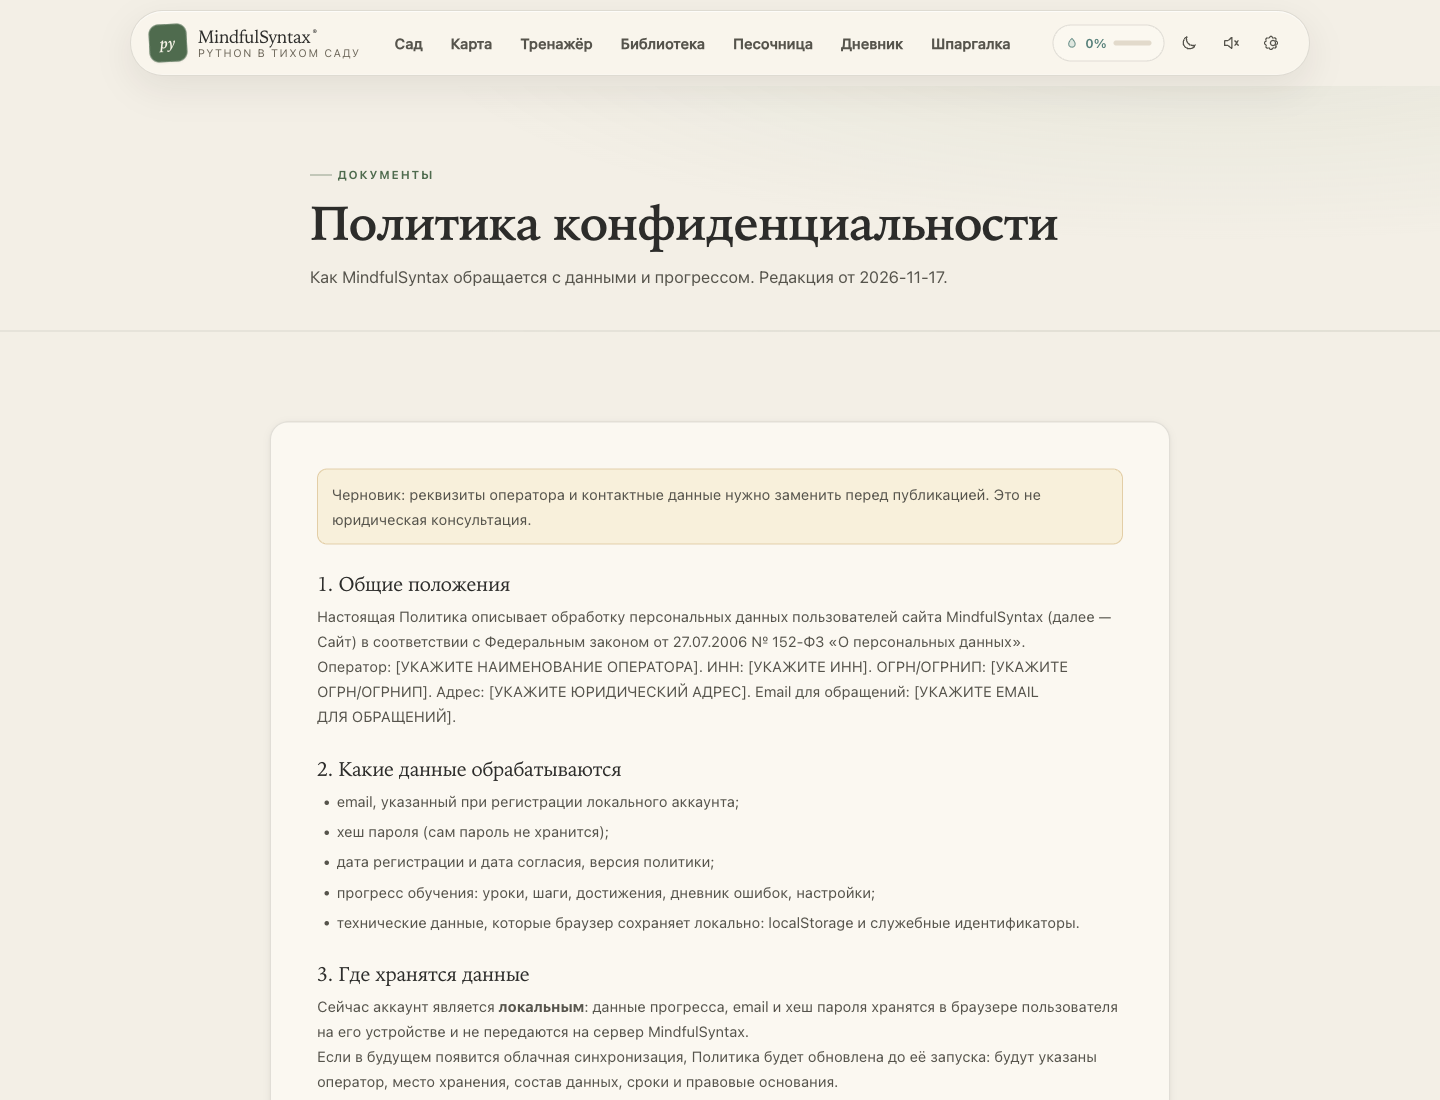 py
MindfulSyntax°
PYTHON В ТИХОМ САДУ
Сад
Карта
Тренажёр
Библиотека
Песочница
Дневник
Шпаргалка
0%
ДОКУМЕНТЫ
Политика конфиденциальности
Как MindfulSyntax обращается с данными и прогрессом. Редакция от 2026-11-17.
Черновик: реквизиты оператора и контактные данные нужно заменить перед публикацией. Это не
юридическая консультация.
1. Общие положения
Настоящая Политика описывает обработку персональных данных пользователей сайта MindfulSyntax (далее —
Сайт) в соответствии с Федеральным законом от 27.07.2006 № 152-ФЗ «О персональных данных».
Оператор: [УКАЖИТЕ НАИМЕНОВАНИЕ ОПЕРАТОРА]. ИНН: [УКАЖИТЕ ИНН]. ОГРН/ОГРНИП: [УКАЖИТЕ
ОГРН/ОГРНИП]. Адрес: [УКАЖИТЕ ЮРИДИЧЕСКИЙ АДРЕС]. Email для обращений: [УКАЖИТЕ EMAIL
ДЛЯ ОБРАЩЕНИЙ].
2. Какие данные обрабатываются
• email, указанный при регистрации локального аккаунта;
• хеш пароля (сам пароль не хранится);
• дата регистрации и дата согласия, версия политики;
• прогресс обучения: уроки, шаги, достижения, дневник ошибок, настройки;
• технические данные, которые браузер сохраняет локально: localStorage и служебные идентификаторы.
3. Где хранятся данные
Сейчас аккаунт является локальным: данные прогресса, email и хеш пароля хранятся в браузере пользователя
на его устройстве и не передаются на сервер MindfulSyntax.
Если в будущем появится облачная синхронизация, Политика будет обновлена до её запуска: будут указаны
оператор, место хранения, состав данных, сроки и правовые основания.